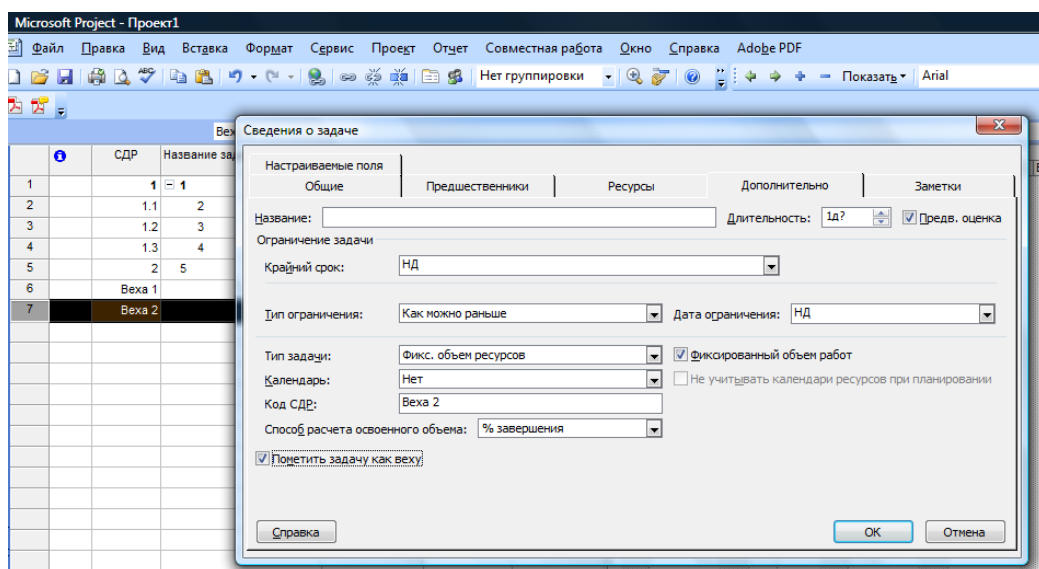 Microsoft Project - Проект1
Файл Правка Вид Вставка Формат Сервис Проект Отчет Совместная работа Окно Справка Adobe PDF
ABC Нет группировки Показать Arial
Вех Сведения о задаче
СДР Название зад
Настраиваемые поля
Общие Предшественники Ресурсы Дополнительно Заметки
1 1 1
2 1.1 2
3 1.2 3
4 1.3 4
5 2 5
6 Веха 1
7 Веха 2
Название: Длительность: 1д? Предв. оценка
Ограничение задачи
Крайний срок: НД
Тип ограничения: Как можно раньше Дата ограничения: НД
Тип задачи: Фикс. объем ресурсов Фиксированный объем работ
Календарь: Нет Не учитывать календари ресурсов при планировании
Код СДР: Веха 2
Способ расчета освоенного объема: % завершения
Пометить задачу как веху
Справка ОК Отмена